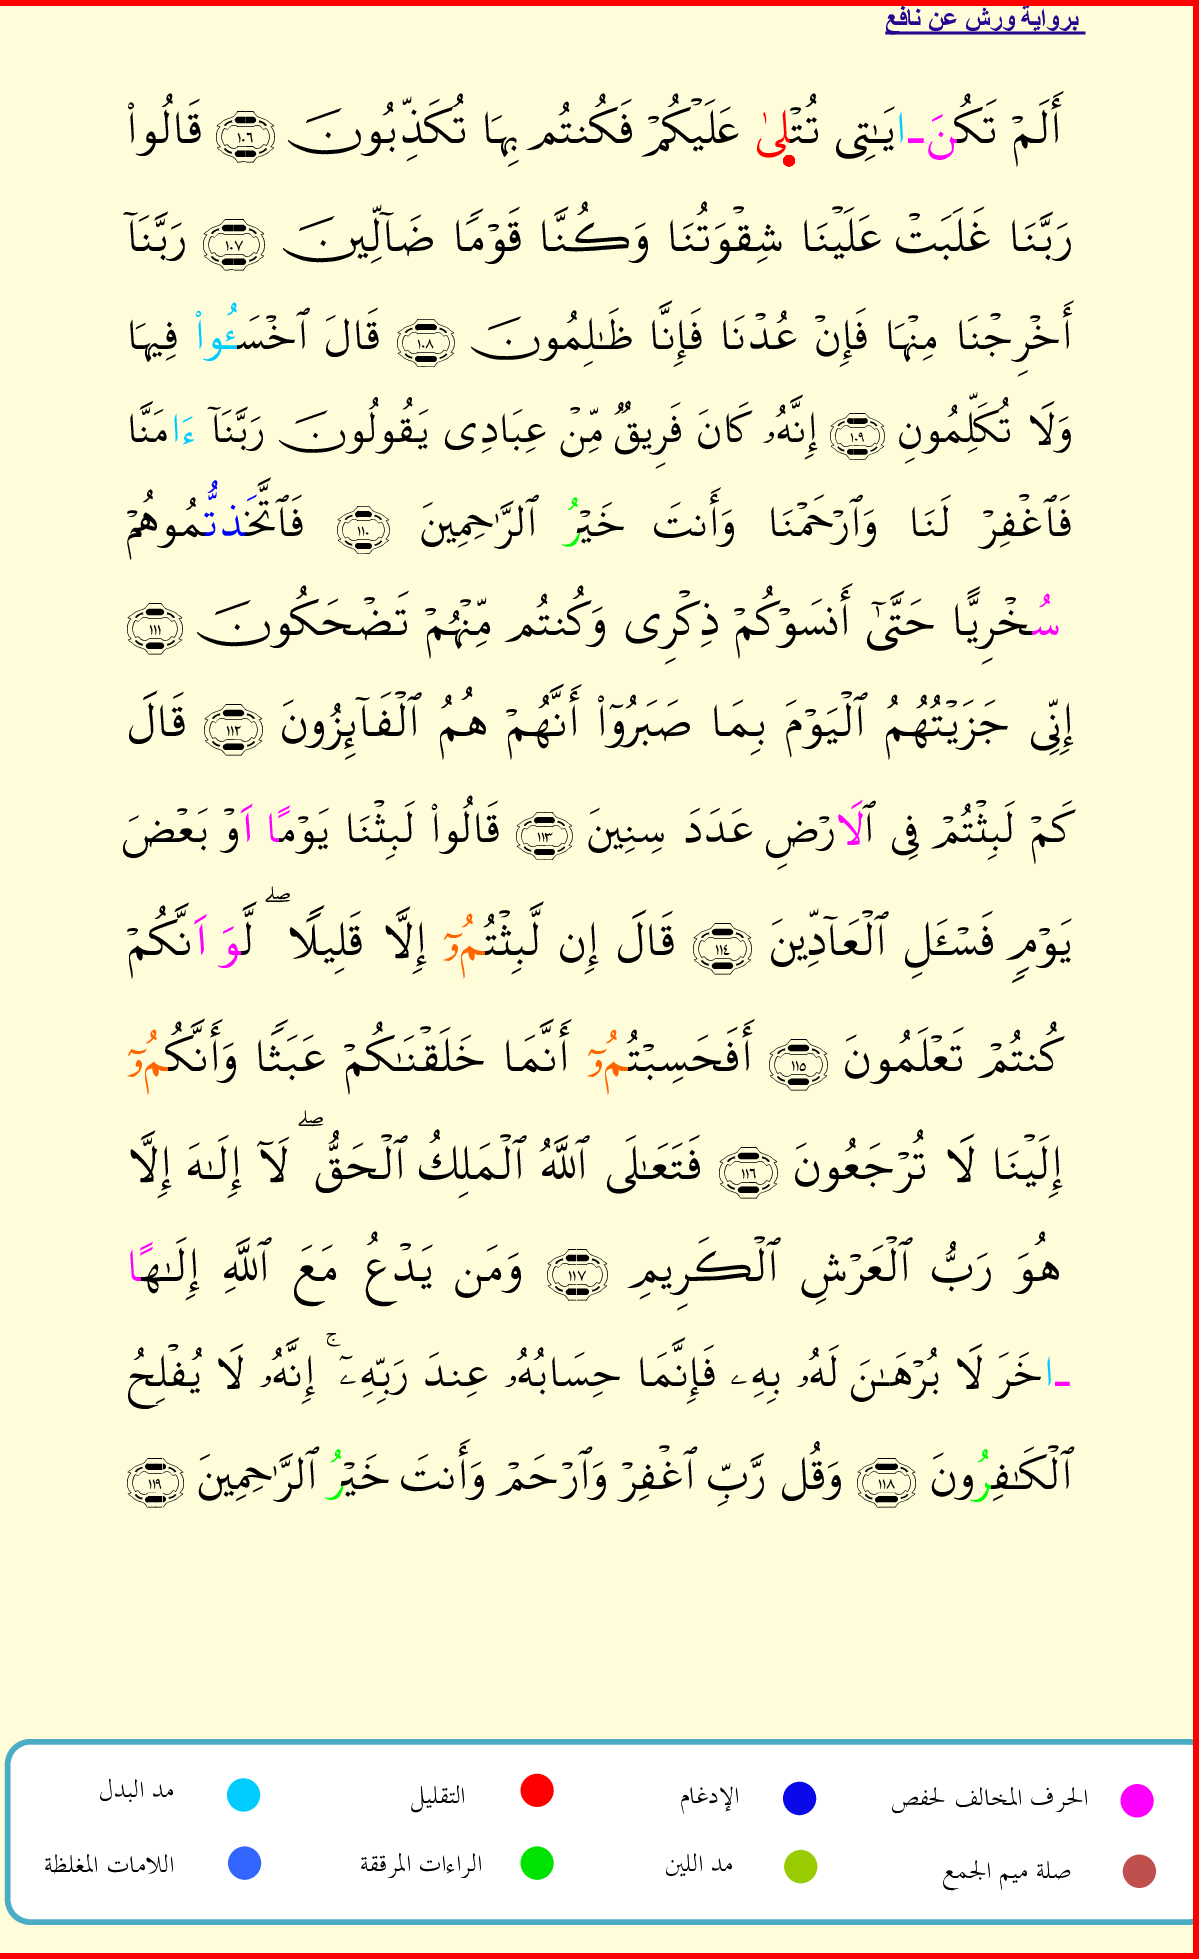 برواية ورش عن نافع
أَلَمْ تَكُنَ ـ‍ايَـٰتِى تُتْلٜىٰ عَلَيْكُمْ فَكُنتُم بِهَا تُكَذِّبُونَ ١٠٦ قَالُواْ
رَبَّنَا غَلَبَتْ عَلَيْنَا شِقْوَتُنَا وَكُنَّا قَوْمًا ضَآلِّينَ ١٠٧ رَبَّنَآ
أَخْرِجْنَا مِنْهَا فَإِنْ عُدْنَا فَإِنَّا ظَـٰلِمُونَ ١٠٨ قَالَ ٱخْسَـُٔواْ فِيهَا
وَلَا تُكَلِّمُونِ ١٠٩ إِنَّهُۥ كَانَ فَرِيقٌ مِّنْ عِبَادِى يَقُولُونَ رَبَّنَآ ءَامَنَّا
فَٱغْفِرْ لَنَا وَٱرْحَمْنَا وَأَنتَ خَيْرُ ٱلرَّٰحِمِينَ ١١٠ فَٱتَّخَذتُّمُوهُمْ
سُخْرِيًّا حَتَّىٰٓ أَنسَوْكُمْ ذِكْرِى وَكُنتُم مِّنْهُمْ تَضْحَكُونَ ١١١
إِنِّى جَزَيْتُهُمُ ٱلْيَوْمَ بِمَا صَبَرُوٓاْ أَنَّهُمْ هُمُ ٱلْفَآئِزُونَ ١١٢ قَالَ
كَمْ لَبِثْتُمْ فِى ٱلَارْضِ عَدَدَ سِنِينَ ١١٣ قَالُواْ لَبِثْنَا يَوْمًا اَوْ بَعْضَ
يَوْمٍ فَسْـَٔلِ ٱلْعَآدِّينَ ١١٤ قَالَ إِن لَّبِثْتُمُۥٓ إِلَّا قَلِيلًا ۖ لَّوَ اَنَّكُمْ
كُنتُمْ تَعْلَمُونَ ١١٥ أَفَحَسِبْتُمُۥٓ أَنَّمَا خَلَقْنَـٰكُمْ عَبَثًا وَأَنَّكُمُۥٓ
إِلَيْنَا لَا تُرْجَعُونَ ١١٦ فَتَعَـٰلَى ٱللَّهُ ٱلْمَلِكُ ٱلْحَقُّ ۖ لَآ إِلَـٰهَ إِلَّا
هُوَ رَبُّ ٱلْعَرْشِ ٱلْكَرِيمِ ١١٧ وَمَن يَدْعُ مَعَ ٱللَّهِ إِلَـٰهًا
ـ‍اخَرَ لَا بُرْهَـٰنَ لَهُۥ بِهِۦ فَإِنَّمَا حِسَابُهُۥ عِندَ رَبِّهِۦٓ ۚ إِنَّهُۥ لَا يُفْلِحُ
ٱلْكَـٰفِرُونَ ١١٨ وَقُل رَّبِّ ٱغْفِرْ وَٱرْحَمْ وَأَنتَ خَيْرُ ٱلرَّٰحِمِينَ ١١٩
الحرف المخالف لحفص الإدغام التقليل مد البدل
صلة ميم الجمع مد اللين الراءات المرققة اللامات المغلظة